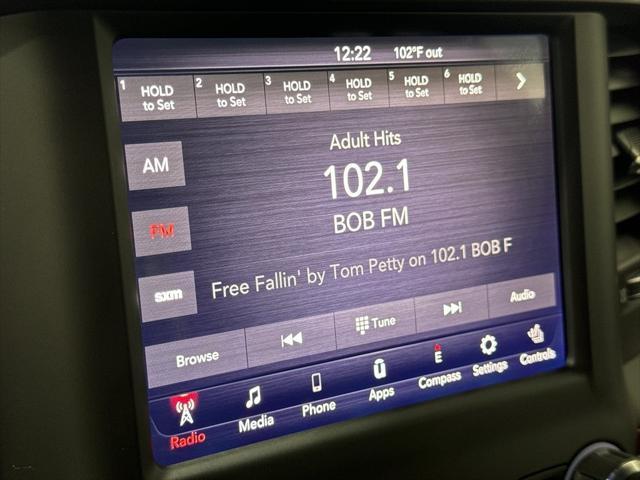 12:22 102°F out
1 HOLD to Set 2 HOLD to Set 3 HOLD to Set 4 HOLD to Set 5 HOLD to Set 6 HOLD to Set
Adult Hits
AM
102.1
FM
BOB FM
sxm
Free Fallin' by Tom Petty on 102.1 BOB F
Browse Tune Audio
Radio Media Phone Apps E Compass Settings Controls